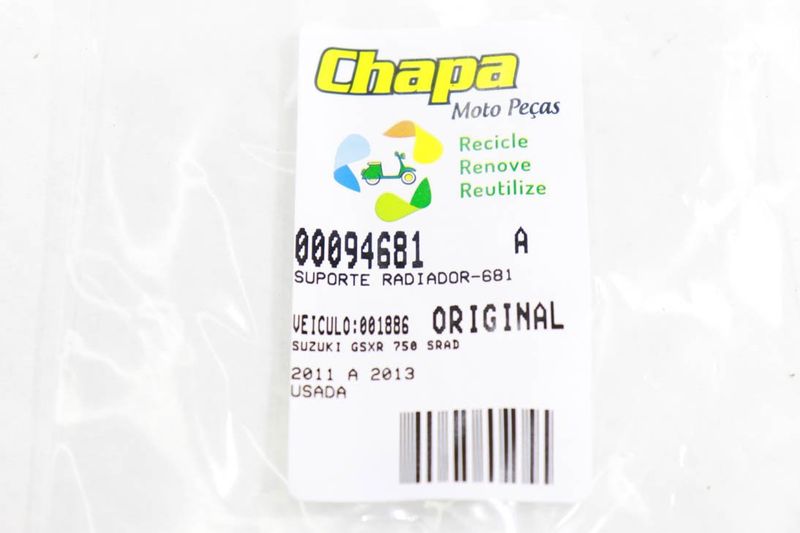 Chapa
Moto Peças
Recicle
Renove
Reutilize
00094681 A
SUPORTE RADIADOR-681
VEICULO:001886 ORIGINAL
SUZUKI GSXR 750 SRAD
2011 A 2013
USADA